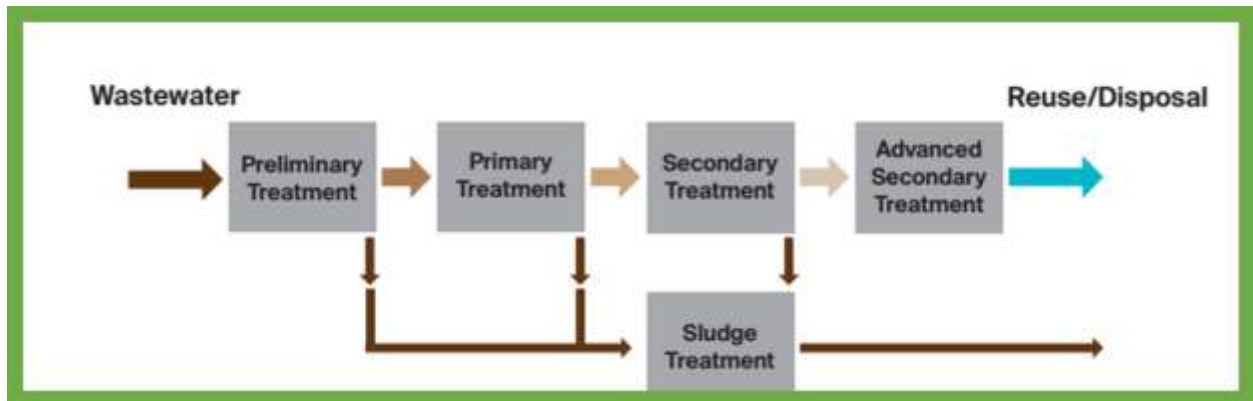 Wastewater
Reuse/Disposal
Preliminary
Treatment
Primary
Treatment
Secondary
Treatment
Advanced
Secondary
Treatment
Sludge
Treatment